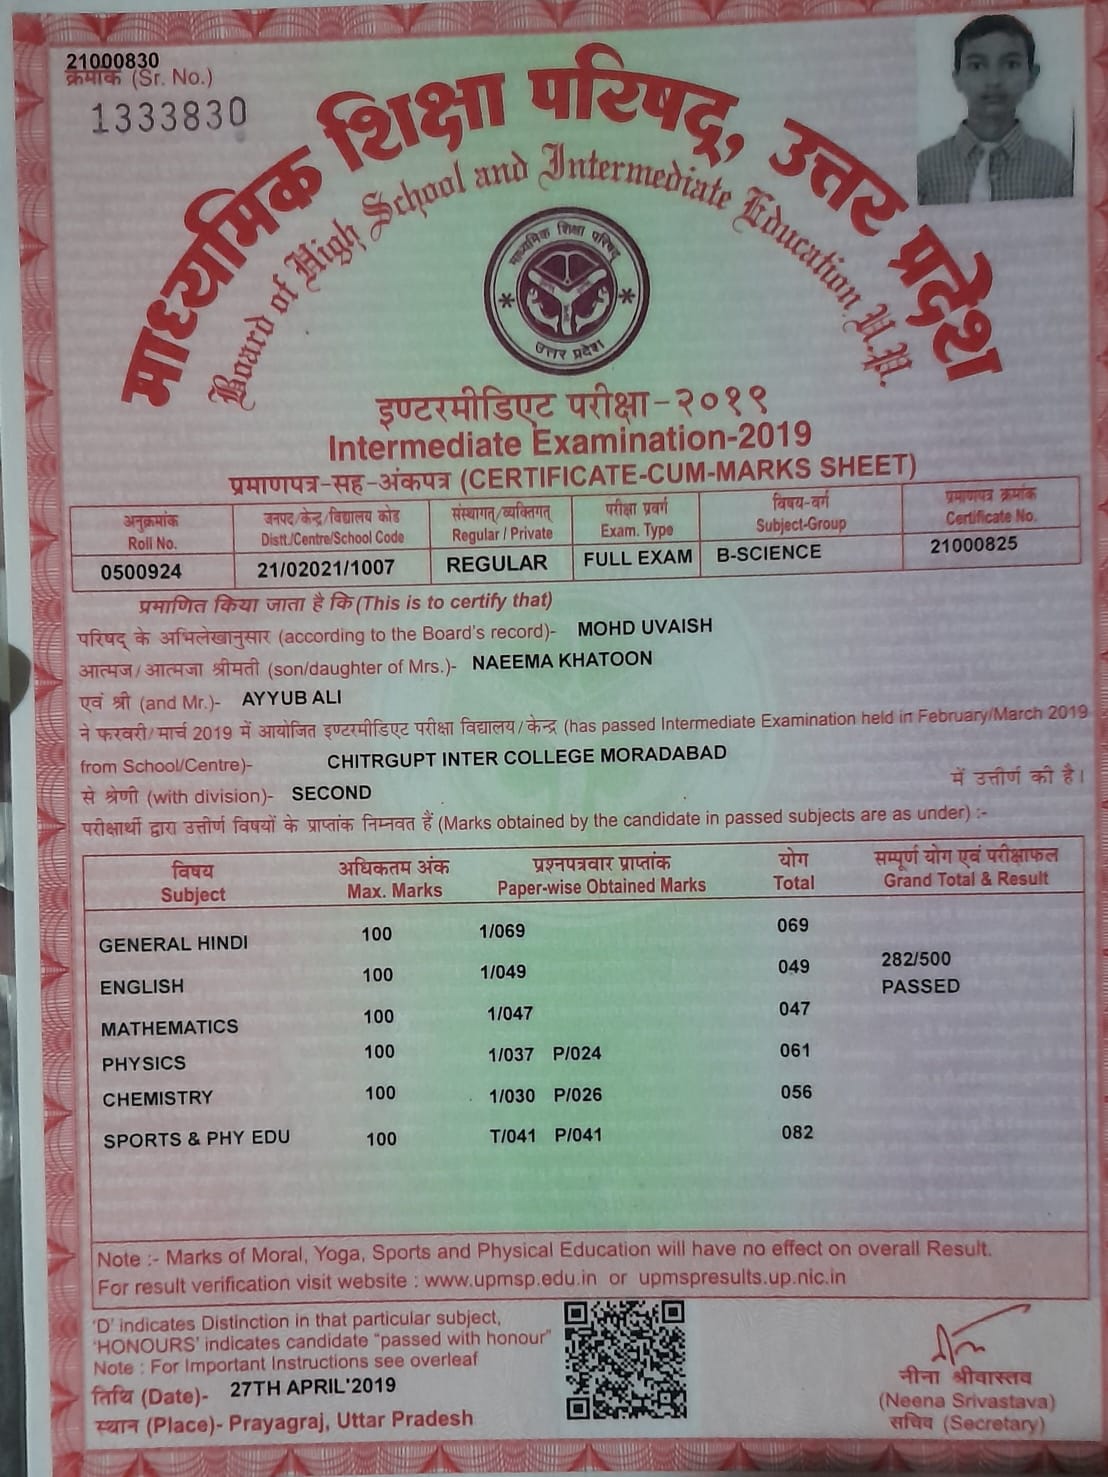 21000830
क्रमांक (Sr. No.)
1333830
माध्यमिक शिक्षा परिषद्, उत्तर प्रदेश
Board of High School and Intermediate Education, U.P.
माध्यमिक शिक्षा परिषद्
उत्तर प्रदेश
इण्टरमीडिएट परीक्षा-२०१९
Intermediate Examination-2019
प्रमाणपत्र-सह-अंकपत्र (CERTIFICATE-CUM-MARKS SHEET)
अनुक्रमांक जनपद/केन्द्र/विद्यालय कोड संस्थागत्/व्यक्तिगत् परीक्षा प्रवर्ग विषय-वर्ग प्रमाणपत्र क्रमांक
Roll No. Distt./Centre/School Code Regular / Private Exam. Type Subject-Group Certificate No.
0500924 21/02021/1007 REGULAR FULL EXAM B-SCIENCE 21000825
प्रमाणित किया जाता है कि (This is to certify that)
परिषद् के अभिलेखानुसार (according to the Board's record)- MOHD UVAISH
आत्मज/आत्मजा श्रीमती (son/daughter of Mrs.)- NAEEMA KHATOON
एवं श्री (and Mr.)- AYYUB ALI
ने फरवरी/मार्च 2019 में आयोजित इण्टरमीडिएट परीक्षा विद्यालय/केन्द्र (has passed Intermediate Examination held in February/March 2019
from School/Centre)- CHITRGUPT INTER COLLEGE MORADABAD
से श्रेणी (with division)- SECOND में उत्तीर्ण की है।
परीक्षार्थी द्वारा उत्तीर्ण विषयों के प्राप्तांक निम्नवत हैं (Marks obtained by the candidate in passed subjects are as under) :-
विषय अधिकतम अंक प्रश्नपत्रवार प्राप्तांक योग सम्पूर्ण योग एवं परीक्षाफल
Subject Max. Marks Paper-wise Obtained Marks Total Grand Total & Result
GENERAL HINDI 100 1/069 069
ENGLISH 100 1/049 049 282/500
PASSED
MATHEMATICS 100 1/047 047
PHYSICS 100 1/037 P/024 061
CHEMISTRY 100 1/030 P/026 056
SPORTS & PHY EDU 100 T/041 P/041 082
Note :- Marks of Moral, Yoga, Sports and Physical Education will have no effect on overall Result.
For result verification visit website : www.upmsp.edu.in or upmspresults.up.nic.in
'D' indicates Distinction in that particular subject,
'HONOURS' indicates candidate "passed with honour"
Note : For Important Instructions see overleaf
तिथि (Date)- 27TH APRIL'2019
स्थान (Place)- Prayagraj, Uttar Pradesh
नीना श्रीवास्तव
(Neena Srivastava)
सचिव (Secretary)